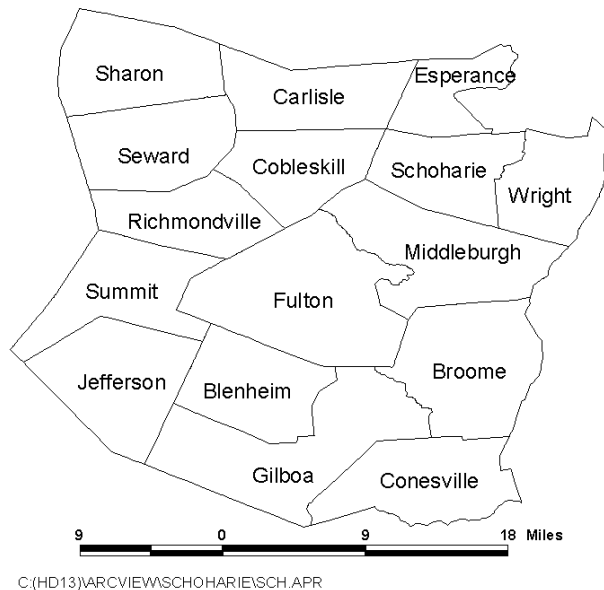 Sharon
Esperance
Carlisle
Seward
Cobleskill
Schoharie
Wright
Richmondville
Middleburgh
Summit
Fulton
Jefferson
Blenheim
Broome
Gilboa
Conesville
9 0 9 18 Miles
C:(HD13)\ARCVIEW\SCHOHARIE\SCH.APR